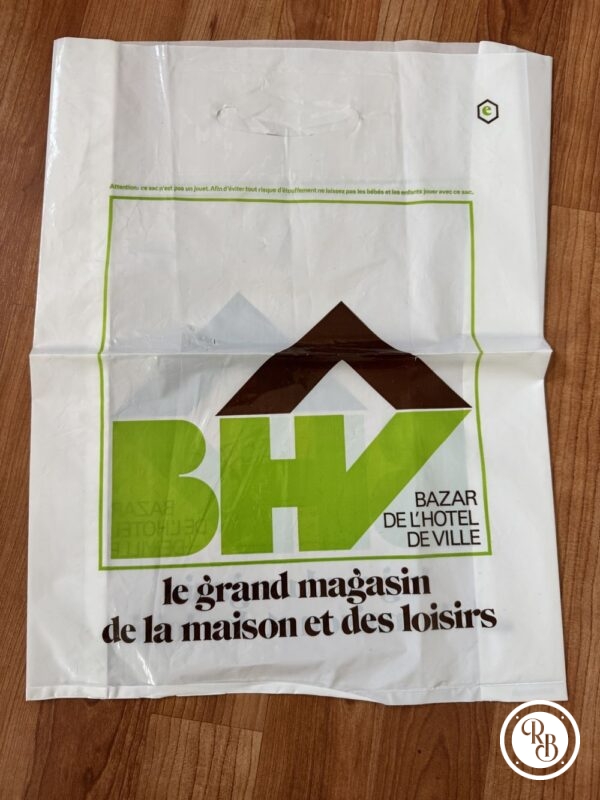 e
Attention: ce sac n'est pas un jouet. Afin d'éviter tout risque d'étouffement ne laissez pas les bébés et les enfants jouer avec ce sac.
BHV
BAZAR
DE L'HOTEL
DE VILLE
le grand magasin
de la maison et des loisirs
RB